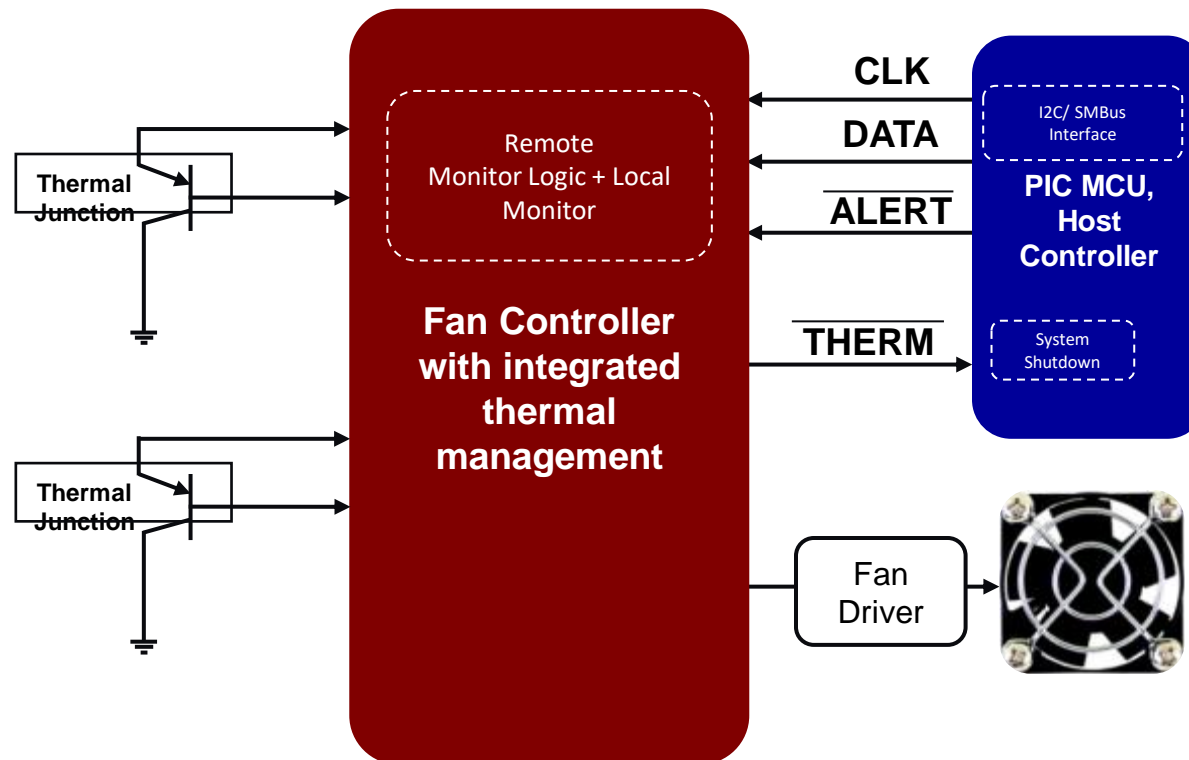 Thermal
Junction
Thermal
Junction
Remote
Monitor Logic + Local
Monitor
Fan Controller
with integrated
thermal
management
CLK
DATA
ALERT
THERM
I2C/ SMBus
Interface
PIC MCU,
Host
Controller
System
Shutdown
Fan
Driver